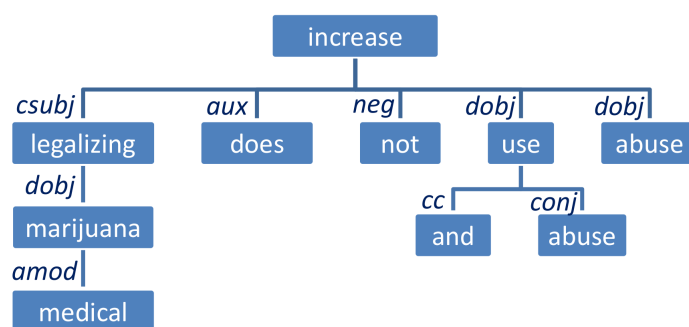 increase
csubj aux neg dobj dobj
legalizing does not use abuse
dobj cc conj
marijuana and abuse
amod
medical